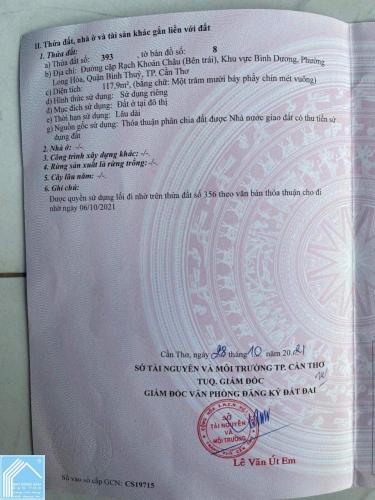 II. Thửa đất, nhà ở và tài sản khác gắn liền với đất
1. Thửa đất:
a) Thửa đất số: 393 , tờ bản đồ số: 8
b) Địa chỉ: Đường cặp Rạch Khoán Châu (Bên trái), Khu vực Bình Dương, Phường
Long Hòa, Quận Bình Thuỷ, TP. Cần Thơ
c) Diện tích: 117,9m², (bằng chữ: Một trăm mười bảy phẩy chín mét vuông)
d) Hình thức sử dụng: Sử dụng riêng
đ) Mục đích sử dụng: Đất ở tại đô thị
e) Thời hạn sử dụng: Lâu dài
g) Nguồn gốc sử dụng: Thỏa thuận phân chia đất được Nhà nước giao đất có thu tiền sử
dụng đất
2. Nhà ở: -/-
3. Công trình xây dựng khác: -/-
4. Rừng sản xuất là rừng trồng: -/-
5. Cây lâu năm: -/-
6. Ghi chú:
Được quyền sử dụng lối đi nhờ trên thửa đất số 356 theo văn bản thỏa thuận cho đi
nhờ ngày 06/10/2021
Cần Thơ, ngày 28 tháng 10 năm 2021
SỞ TÀI NGUYÊN VÀ MÔI TRƯỜNG TP. CẦN THƠ
TUQ. GIÁM ĐỐC
GIÁM ĐỐC VĂN PHÒNG ĐĂNG KÝ ĐẤT ĐAI
SỞ
TÀI NGUYÊN
VÀ
MÔI TRƯỜNG
Lê Văn Út Em
Số vào sổ cấp GCN: CS19715